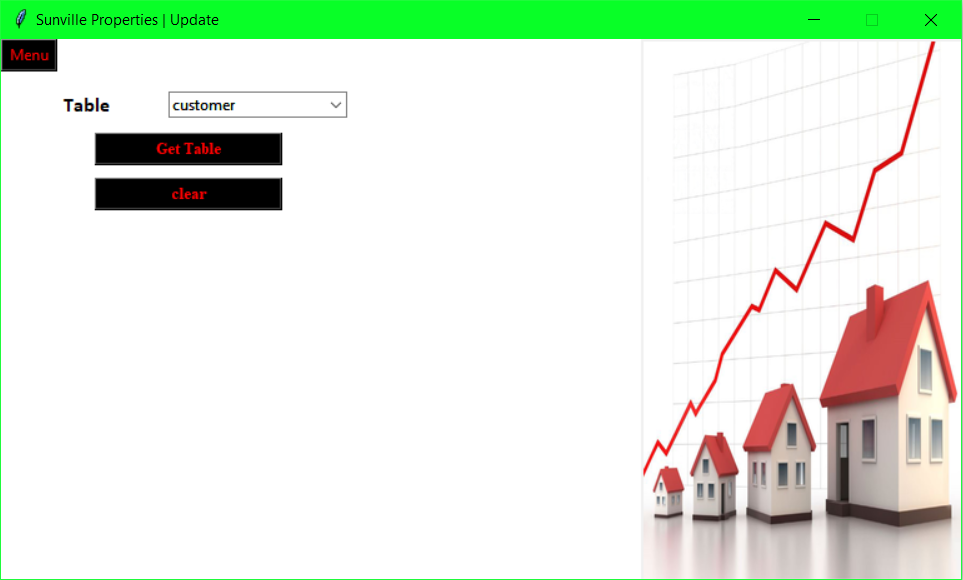 Sunville Properties | Update
Menu
Table customer
Get Table
clear